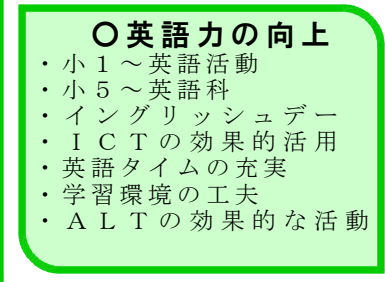 〇英語力の向上
・小１～英語活動
・小５～英語科
・イングリッシュデー
・ＩＣＴの効果的活用
・英語タイムの充実
・学習環境の工夫
・ＡＬＴの効果的な活動